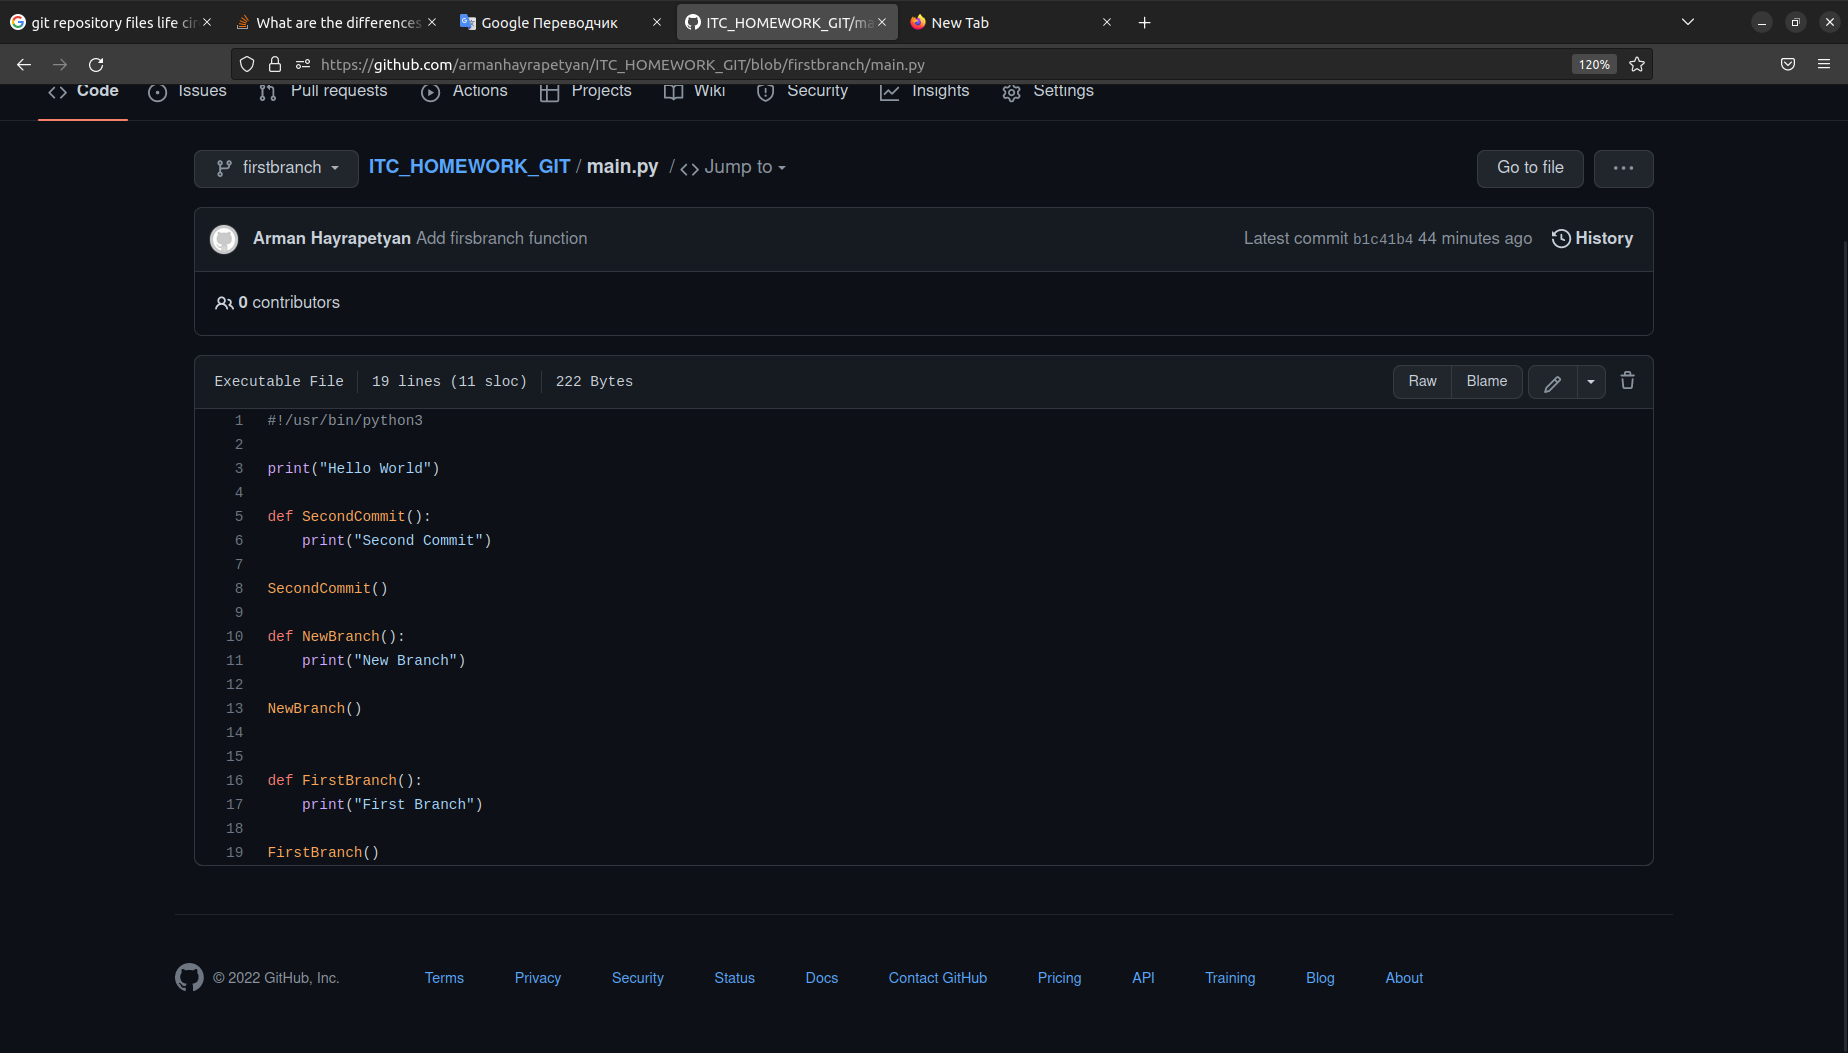 git repository files life cir
What are the differences
Google Переводчик
ITC_HOMEWORK_GIT/ma
New Tab
https://github.com/armanhayrapetyan/ITC_HOMEWORK_GIT/blob/firstbranch/main.py
120%
Code Issues Pull requests Actions Projects Wiki Security Insights Settings
firstbranch ITC_HOMEWORK_GIT / main.py / <> Jump to Go to file ...
Arman Hayrapetyan Add firsbranch function Latest commit b1c41b4 44 minutes ago History
0 contributors
Executable File 19 lines (11 sloc) 222 Bytes Raw Blame
1 #!/usr/bin/python3
2
3 print("Hello World")
4
5 def SecondCommit():
6     print("Second Commit")
7
8 SecondCommit()
9
10 def NewBranch():
11     print("New Branch")
12
13 NewBranch()
14
15
16 def FirstBranch():
17     print("First Branch")
18
19 FirstBranch()
© 2022 GitHub, Inc. Terms Privacy Security Status Docs Contact GitHub Pricing API Training Blog About